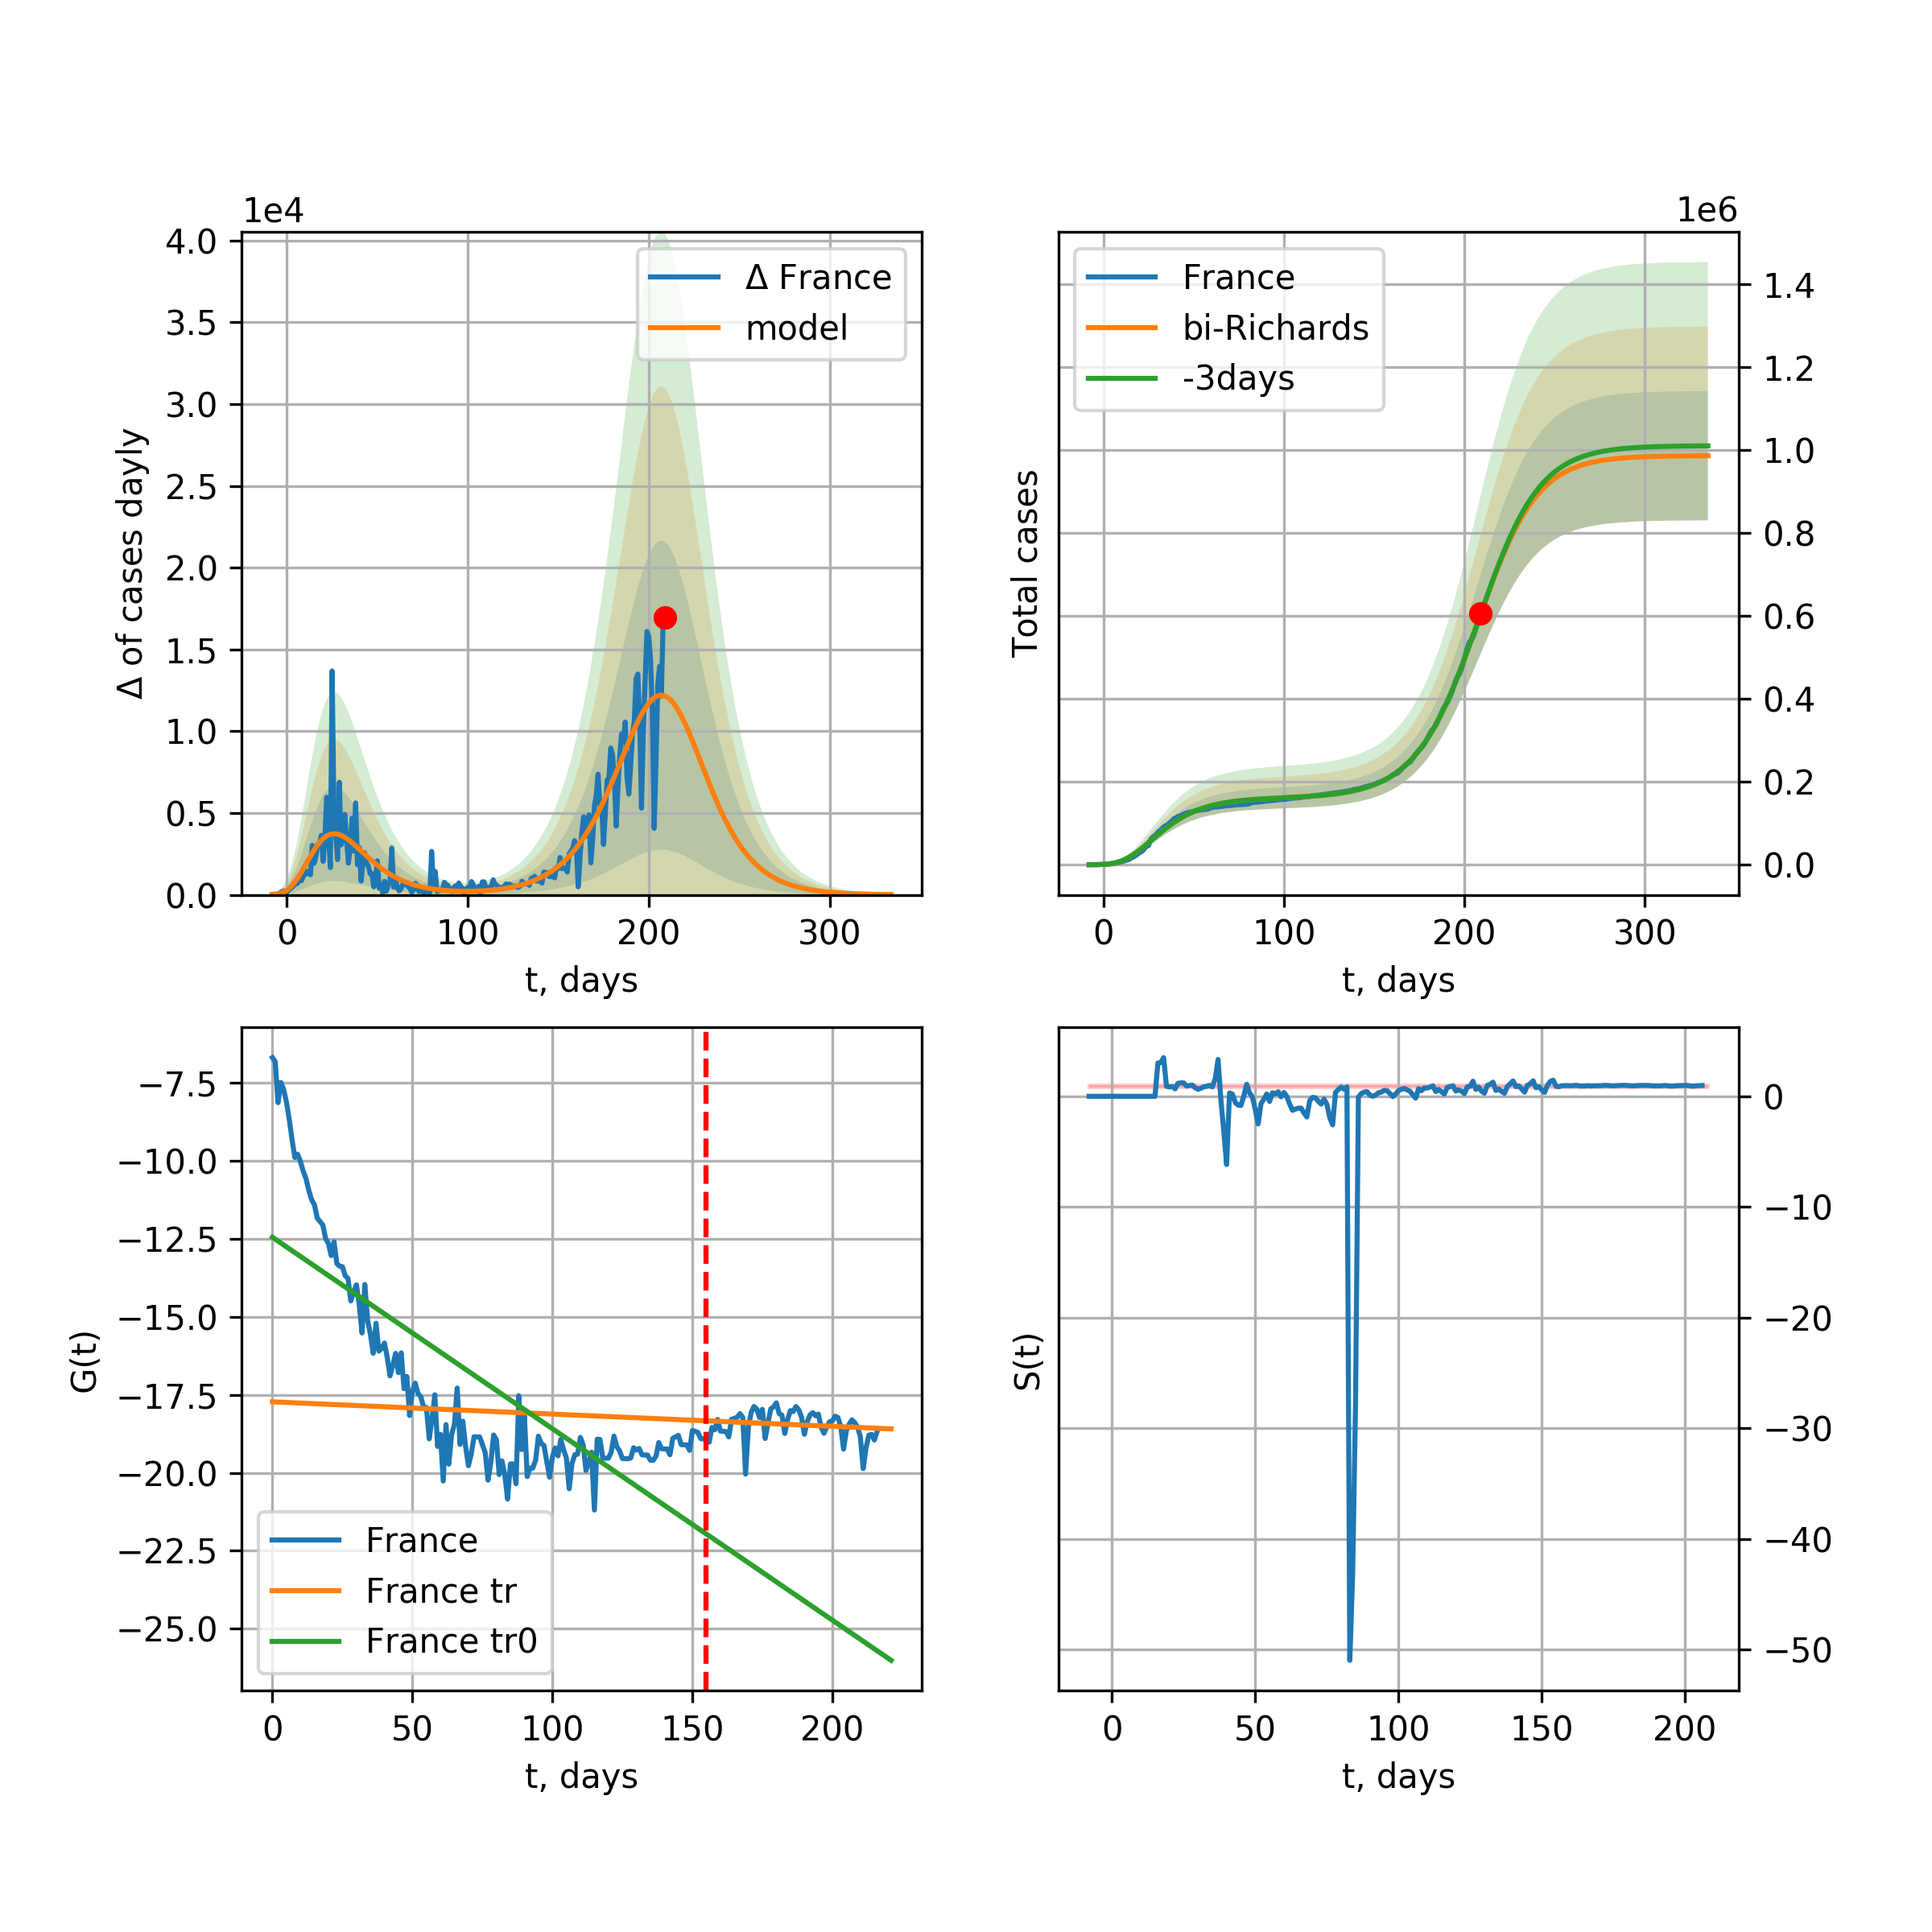 1e4
Δ of cases dayly
4.0
3.5
3.0
2.5
2.0
1.5
1.0
0.5
0.0
Δ France
model
0 100 200 300
t, days
1e6
Total cases
France
bi-Richards
-3days
1.4
1.2
1.0
0.8
0.6
0.4
0.2
0.0
0 100 200 300
t, days
G(t)
−7.5
−10.0
−12.5
−15.0
−17.5
−20.0
−22.5
−25.0
France
France tr
France tr0
0 50 100 150 200
t, days
S(t)
0
−10
−20
−30
−40
−50
0 50 100 150 200
t, days